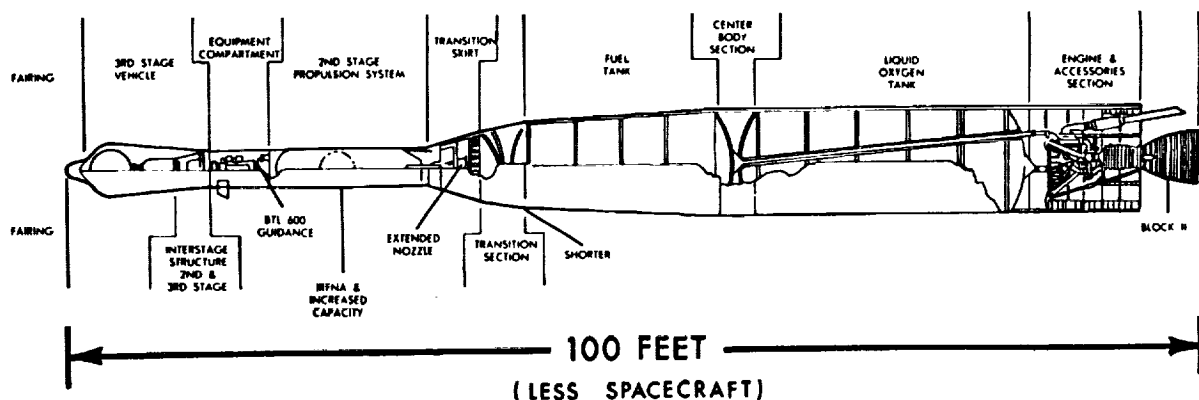 FAIRING
3RD STAGE
VEHICLE
EQUIPMENT
COMPARTMENT
2ND STAGE
PROPULSION SYSTEM
TRANSITION
SKIRT
FUEL
TANK
CENTER
BODY
SECTION
LIQUID
OXYGEN
TANK
ENGINE &
ACCESSORIES
SECTION
FAIRING
INTERSTAGE
STRUCTURE
2ND &
3RD STAGE
BTL 600
GUIDANCE
IRFNA &
INCREASED
CAPACITY
EXTENDED
NOZZLE
TRANSITION
SECTION
SHORTER
BLOCK II
100 FEET
(LESS SPACECRAFT)